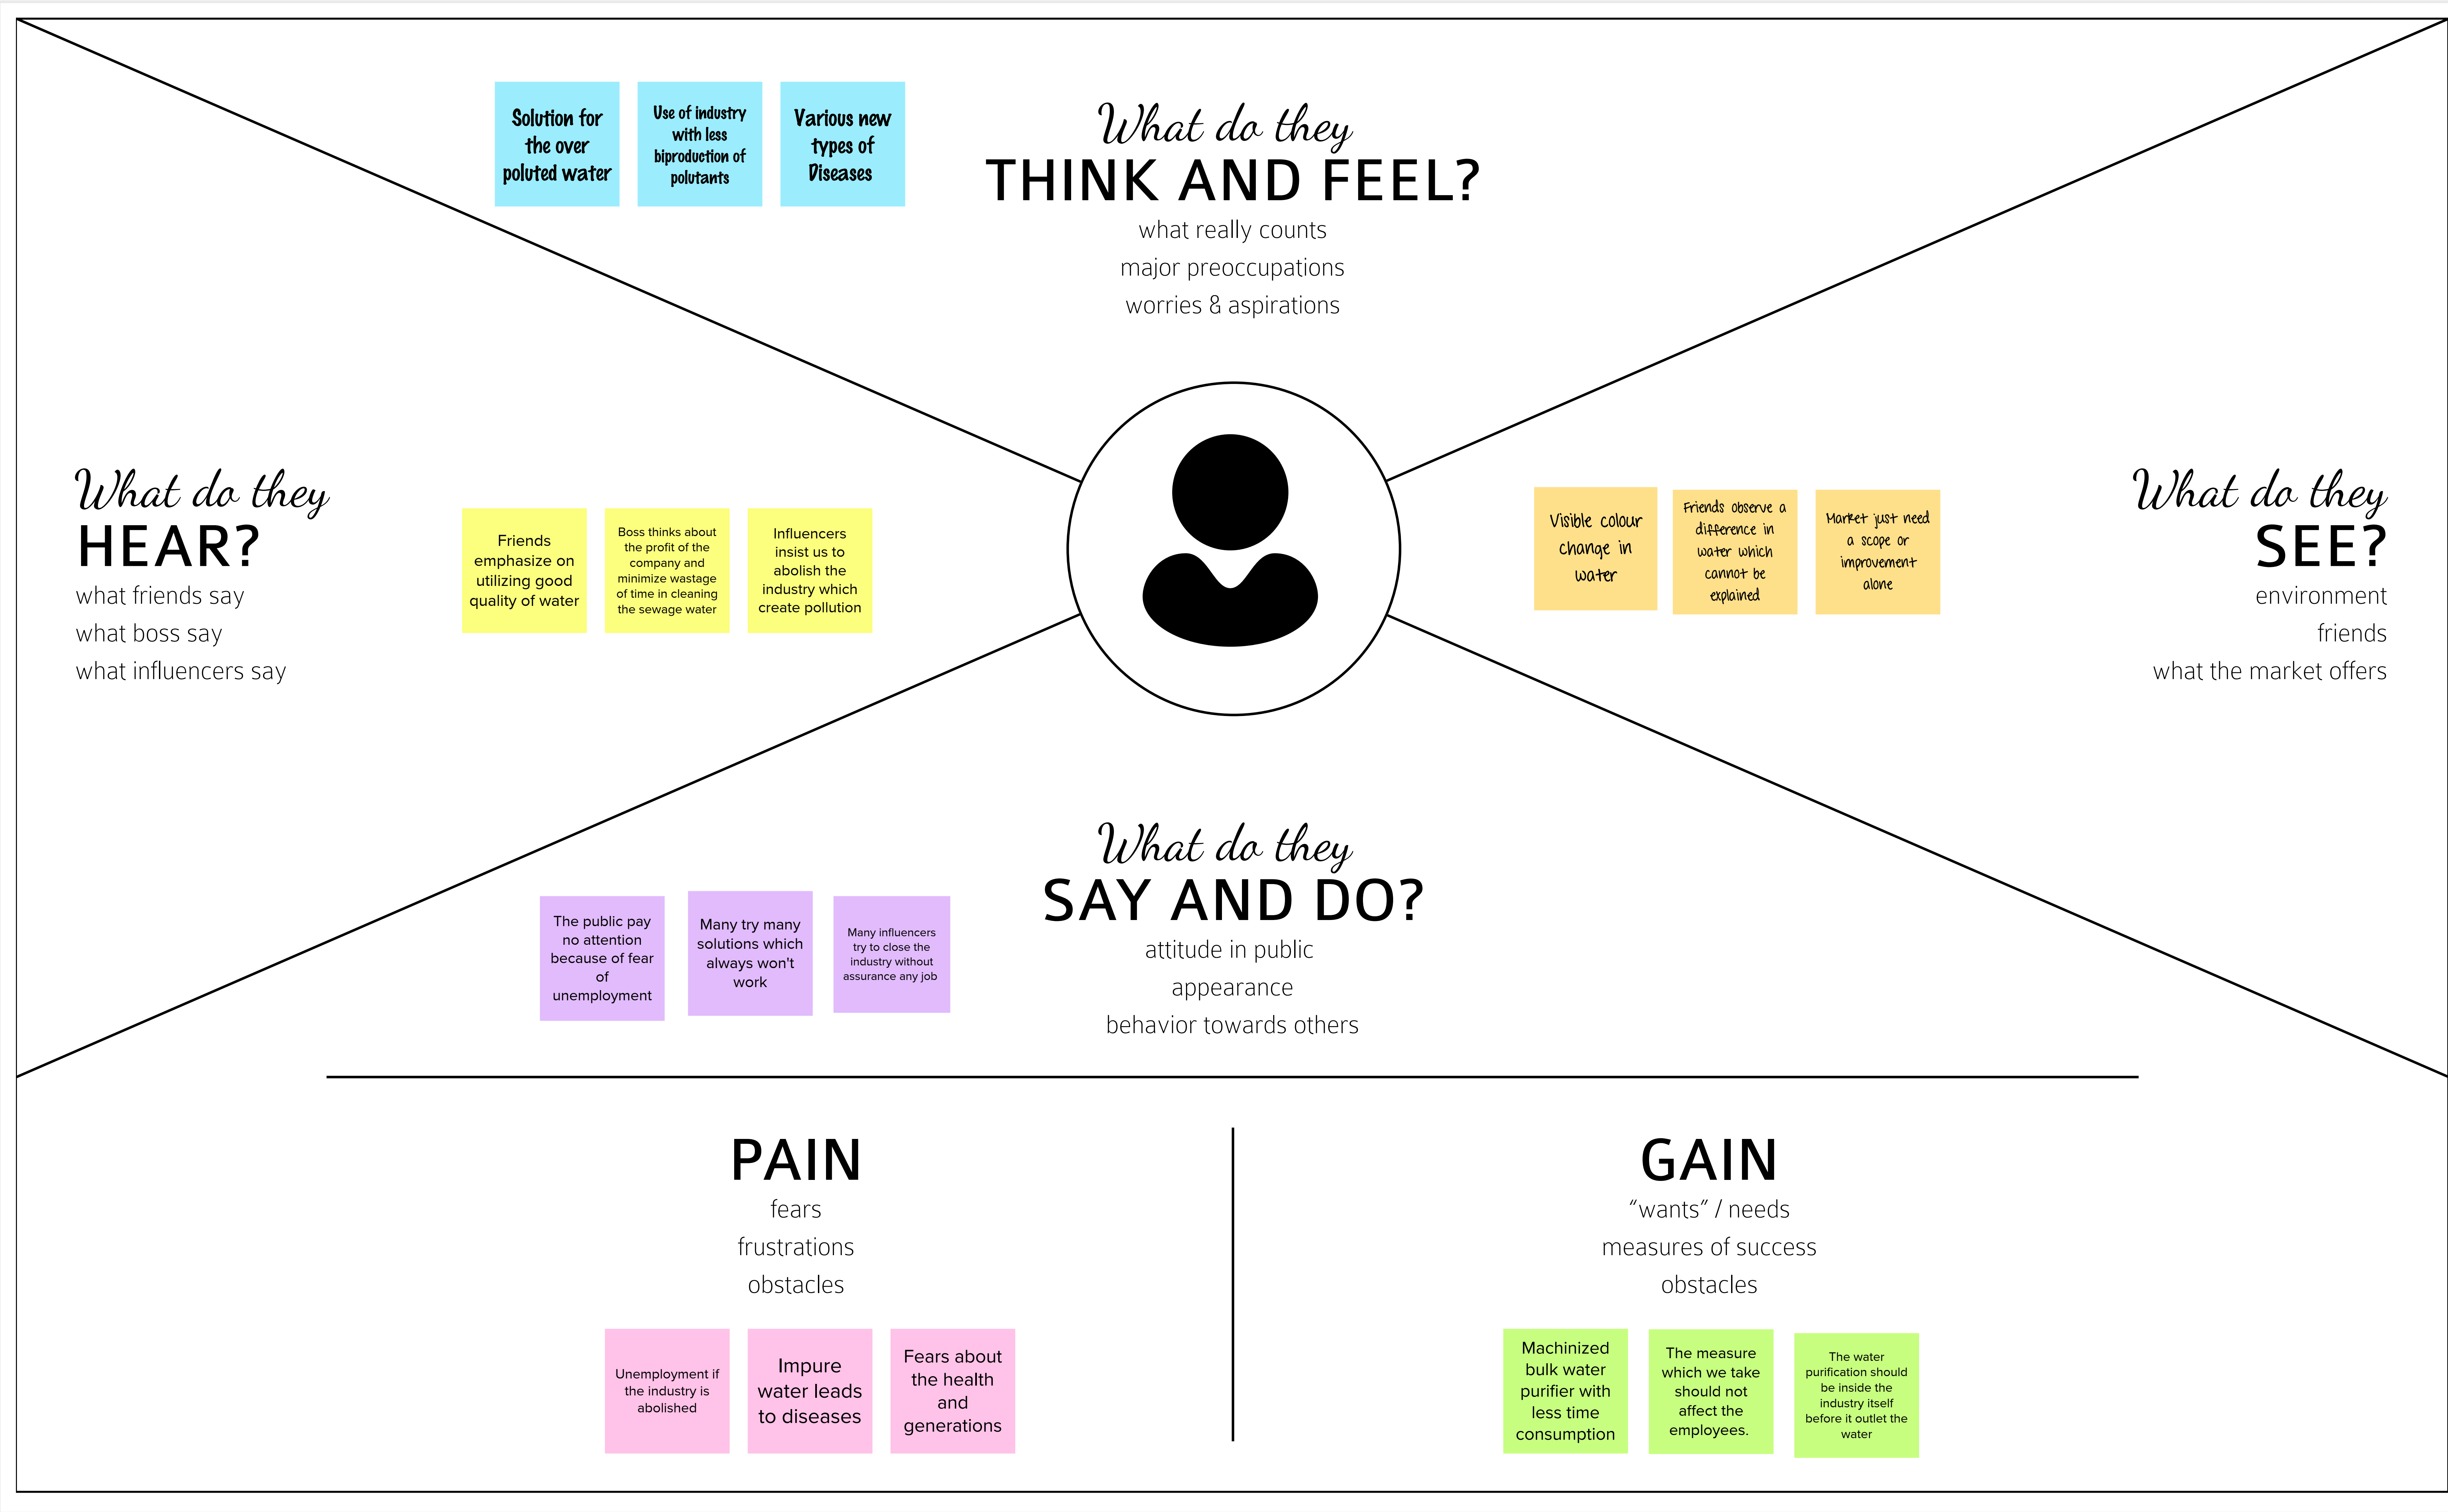 Solution for
the over
poluted water
Use of industry
with less
biproduction of
polutants
Various new
types of
Diseases
What do they
THINK AND FEEL?
what really counts
major preoccupations
worries & aspirations
What do they
HEAR?
what friends say
what boss say
what influencers say
Friends
emphasize on
utilizing good
quality of water
Boss thinks about
the profit of the
company and
minimize wastage
of time in cleaning
the sewage water
Influencers
insist us to
abolish the
industry which
create pollution
Visible colour
change in
water
Friends observe a
difference in
water which
cannot be
explained
Market just need
a scope or
improvement
alone
What do they
SEE?
environment
friends
what the market offers
The public pay
no attention
because of fear
of
unemployment
Many try many
solutions which
always won't
work
Many influencers
try to close the
industry without
assurance any job
What do they
SAY AND DO?
attitude in public
appearance
behavior towards others
PAIN
fears
frustrations
obstacles
Unemployment if
the industry is
abolished
Impure
water leads
to diseases
Fears about
the health
and
generations
GAIN
“wants” / needs
measures of success
obstacles
Machinized
bulk water
purifier with
less time
consumption
The measure
which we take
should not
affect the
employees.
The water
purification should
be inside the
industry itself
before it outlet the
water